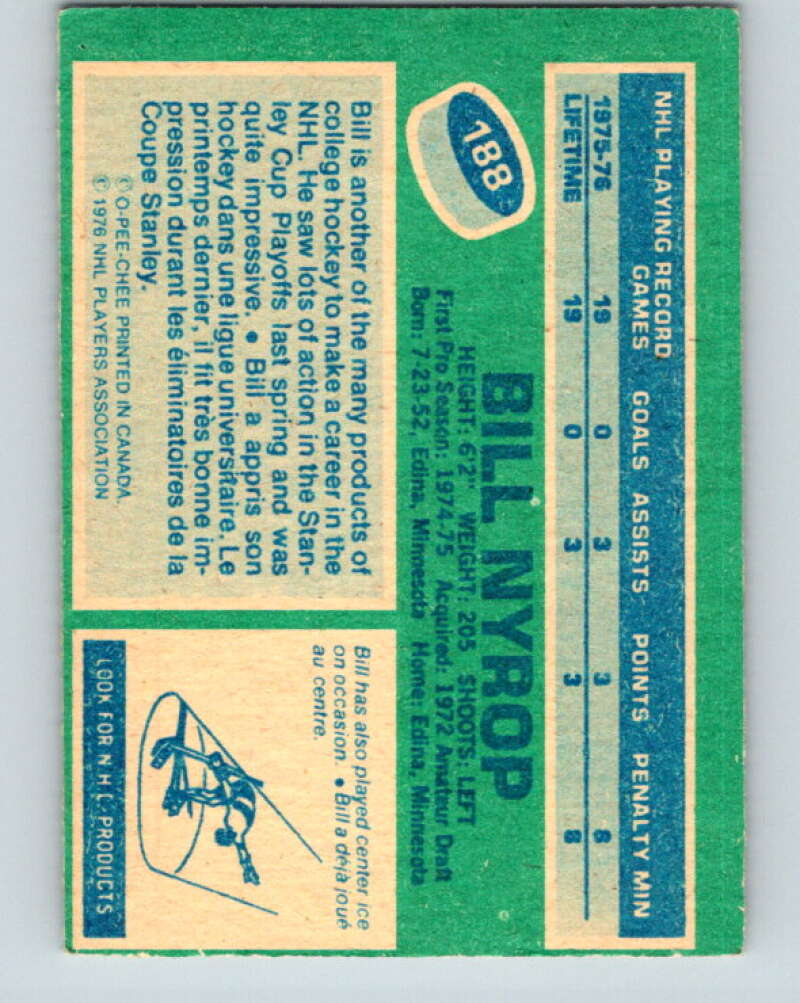 NHL PLAYING RECORD
GAMES GOALS ASSISTS POINTS PENALTY MIN
1975-76 19 0 3 3 8
LIFETIME 19 0 3 3 8
188
BILL NYROP
HEIGHT: 6'2" WEIGHT: 205 SHOOTS: LEFT
First Pro Season: 1974-75 Acquired: 1972 Amateur Draft
Born: 7-23-52, Edina, Minnesota Home: Edina, Minnesota
Bill is another of the many products of
college hockey to make a career in the
NHL. He saw lots of action in the Stan-
ley Cup Playoffs last spring and was
quite impressive. • Bill a appris son
hockey dans une ligue universitaire. Le
printemps dernier, il fit très bonne im-
pression durant les éliminatoires de la
Coupe Stanley.
© O-PEE-CHEE PRINTED IN CANADA.
© 1976 NHL PLAYERS ASSOCIATION
Bill has also played center ice
on occasion. • Bill a déjà joué
au centre.
LOOK FOR N H L PRODUCTS